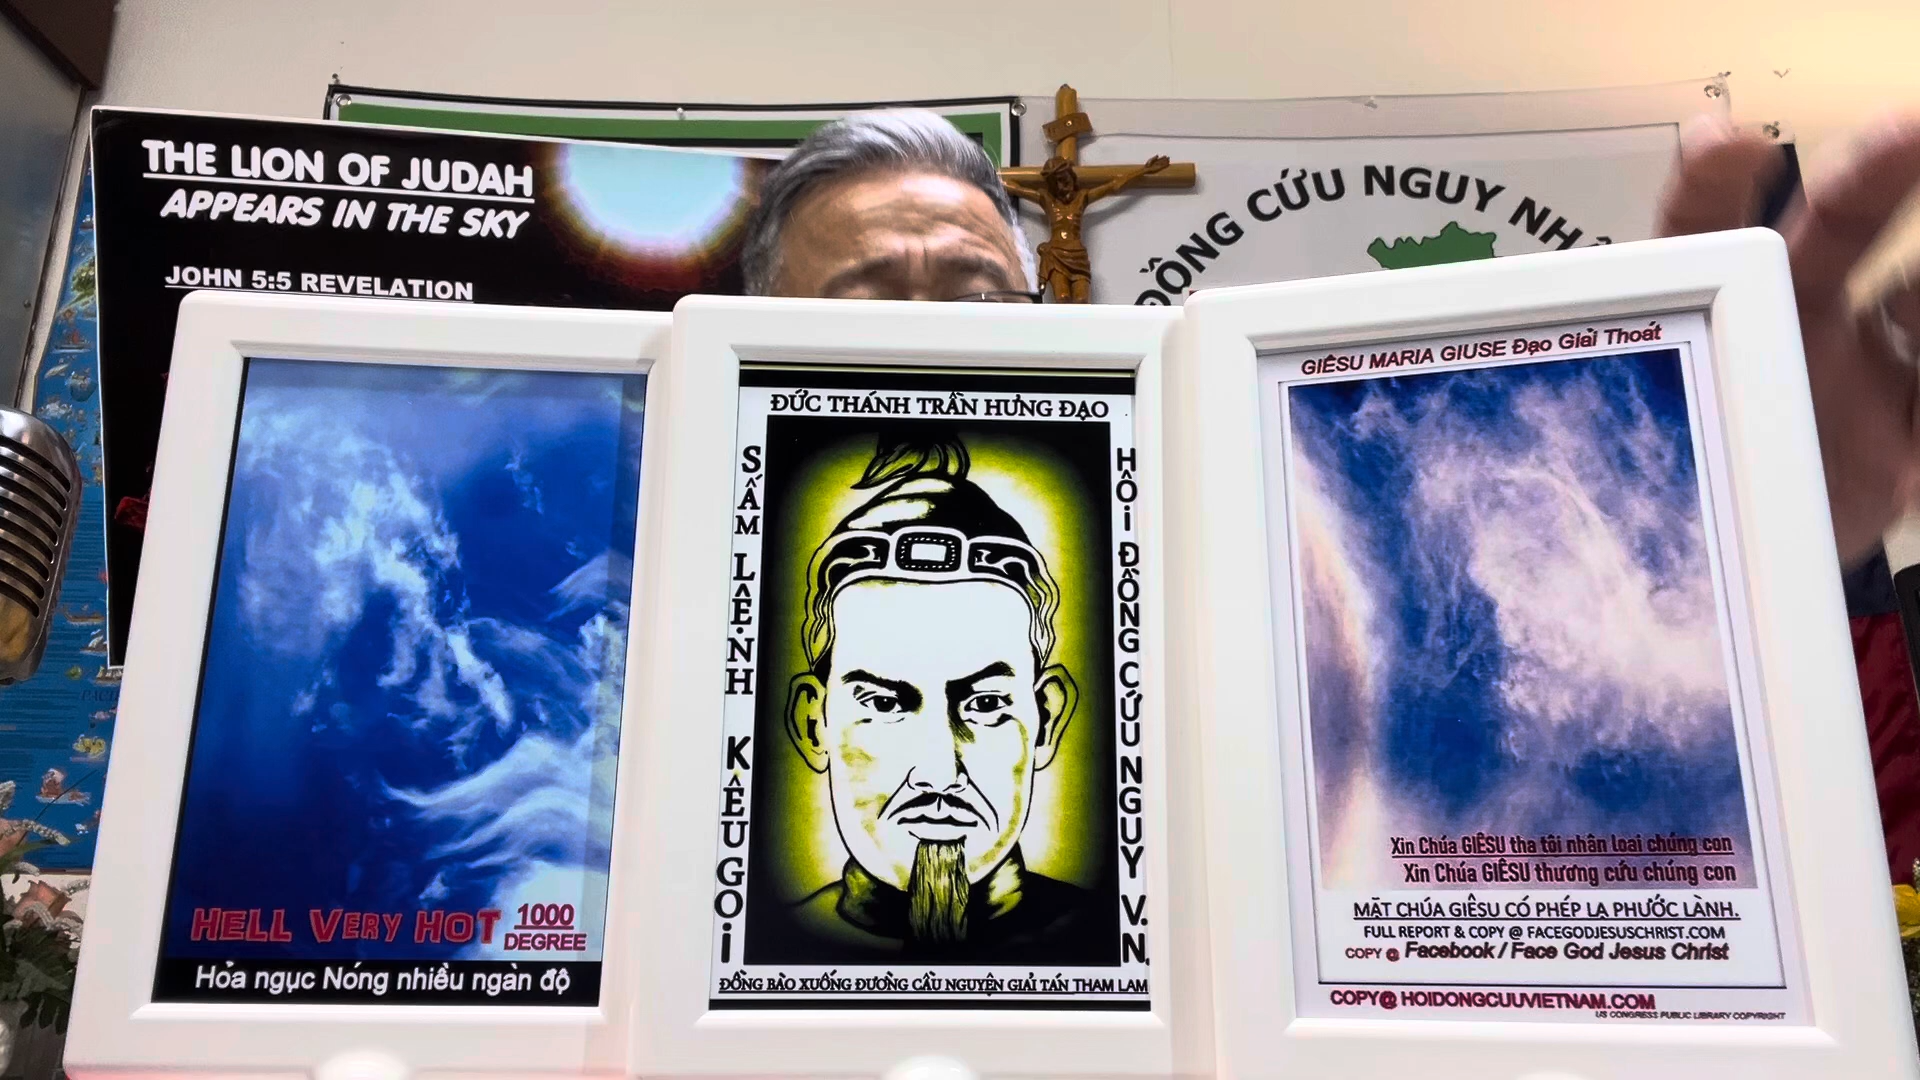 THE LION OF JUDAH
APPEARS IN THE SKY
JOHN 5:5 REVELATION
ĐỒNG CỨU NGUY
HELL VERY HOT 1000 DEGREE
Hỏa ngục Nóng nhiều ngàn độ
ĐỨC THÁNH TRẦN HƯNG ĐẠO
SẤM LỆNH KÊU GỌI
HỘI ĐỒNG CỨU NGUY V.N.
ĐỒNG BÀO XUỐNG ĐƯỜNG CẦU NGUYỆN GIẢI TÁN THAM LAM
GIÊSU MARIA GIUSE Đạo Giải Thoát
Xin Chúa GIÊSU tha tội nhân loại chúng con
Xin Chúa GIÊSU thương cứu chúng con
MẶT CHÚA GIÊSU CÓ PHÉP LẠ PHƯỚC LÀNH.
FULL REPORT & COPY @ FACEGODJESUSCHRIST.COM
COPY @ Facebook / Face God Jesus Christ
COPY@ HOIDONGCUUVIETNAM.COM
US CONGRESS PUBLIC LIBRARY COPYRIGHT